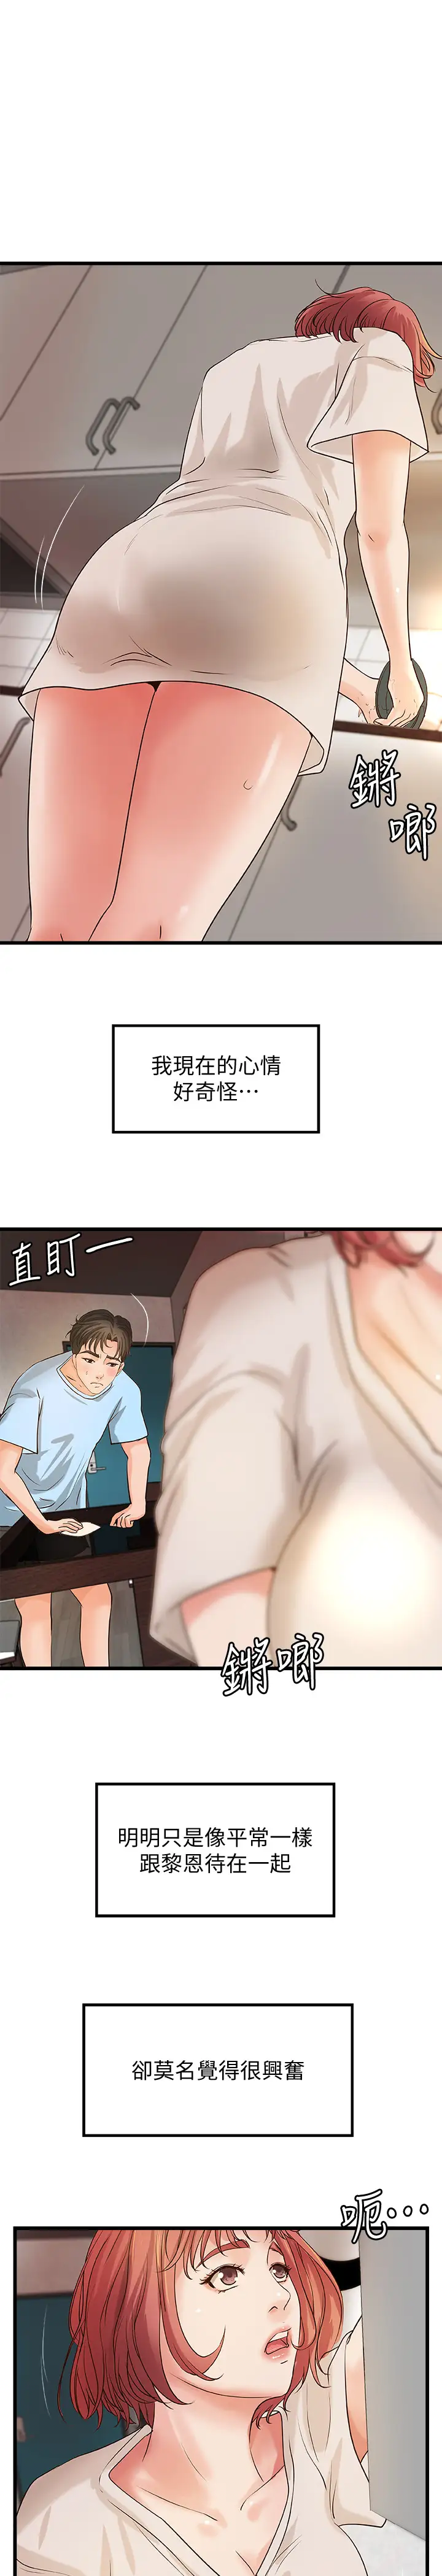 鏘
啷
我現在的心情
好奇怪⋯
直盯一
鏘啷
明明只是像平常一樣
跟黎恩待在一起
卻莫名覺得很興奮
呃⋯